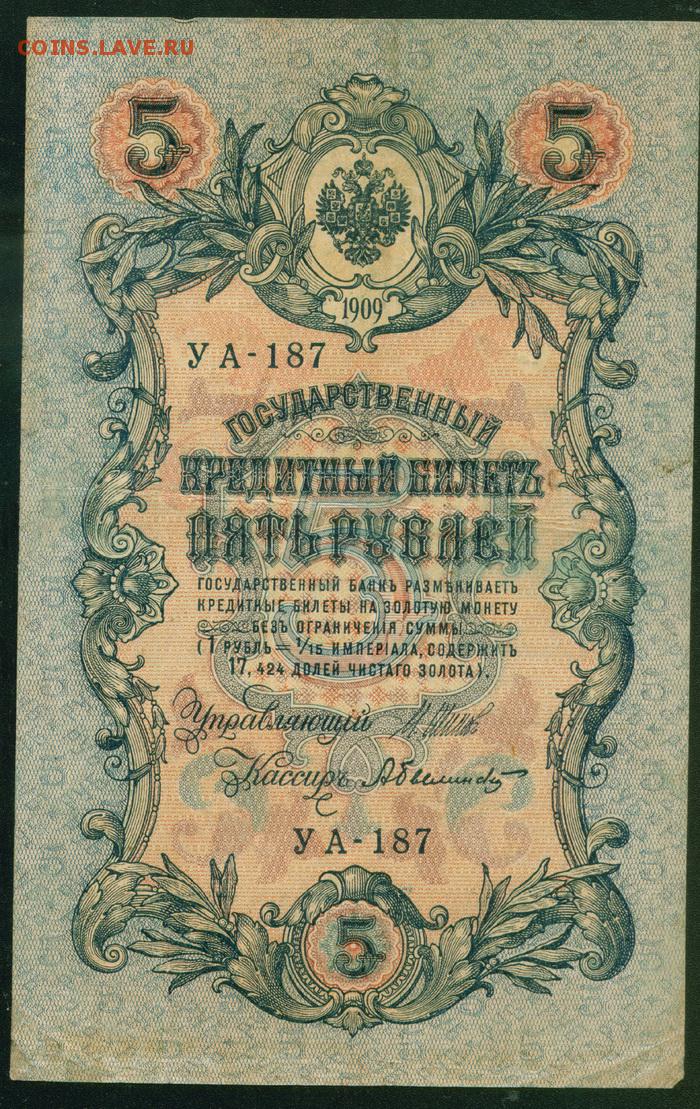 COINS.LAVE.RU
5 5
1909
УА-187
ГОСУДАРСТВЕННЫЙ
КРЕДИТНЫЙ БИЛЕТЪ
ПЯТЬ РУБЛЕЙ
ГОСУДАРСТВЕННЫЙ БАНКЪ РАЗМѢНИВАЕТЪ
КРЕДИТНЫЕ БИЛЕТЫ НА ЗОЛОТУЮ МОНЕТУ
БЕЗЪ ОГРАНИЧЕНІЯ СУММЫ
(1 РУБЛЬ = 1/15 ИМПЕРІАЛА, СОДЕРЖИТЪ
17,424 ДОЛЕЙ ЧИСТАГО ЗОЛОТА).
Управляющій
Кассиръ
УА-187
5